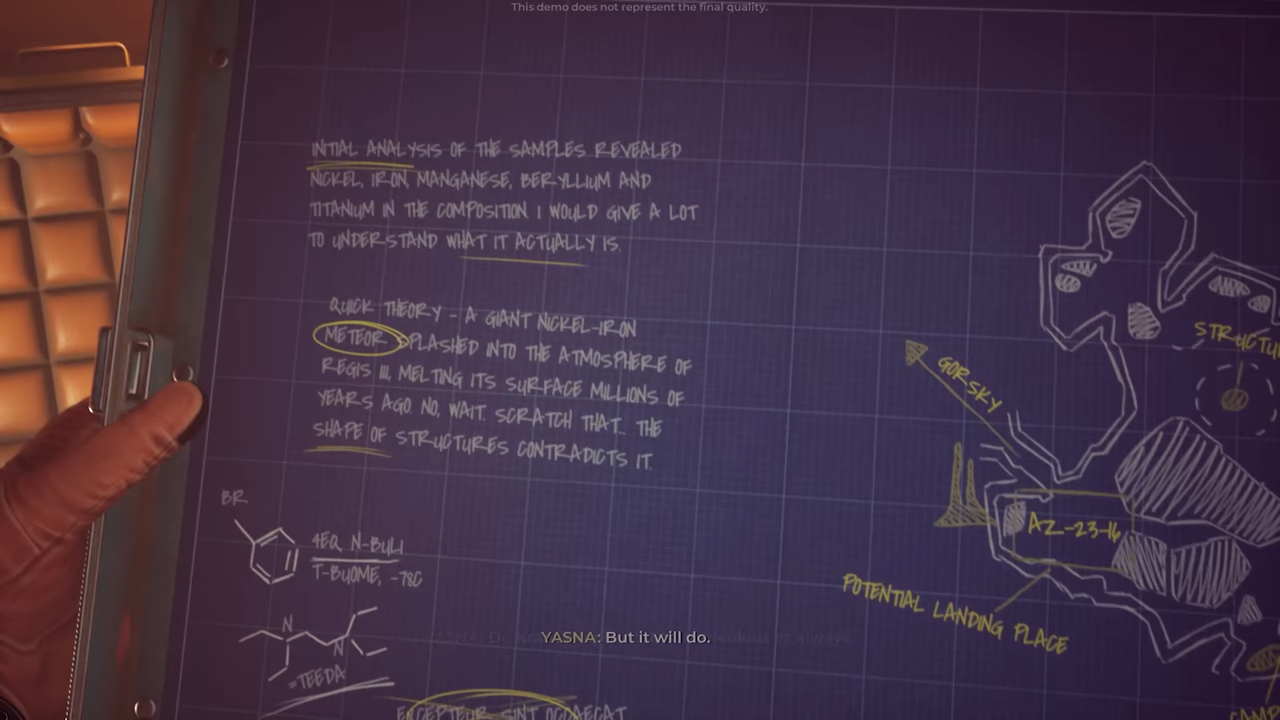 This demo does not represent the final quality.
INITIAL ANALYSIS OF THE SAMPLES REVEALED
NICKEL, IRON, MANGANESE, BERYLLIUM AND
TITANIUM IN THE COMPOSITION. I WOULD GIVE A LOT
TO UNDERSTAND WHAT IT ACTUALLY IS.
QUICK THEORY - A GIANT NICKEL-IRON
METEOR SPLASHED INTO THE ATMOSPHERE OF
REGIS III, MELTING ITS SURFACE MILLIONS OF
YEARS AGO. NO, WAIT. SCRATCH THAT. THE
SHAPE OF STRUCTURES CONTRADICTS IT.
BR
4EQ. N-BULI
T-BUOME, -78C
N
N
=TEEDA
EXCEPTEUR SINT OCCAECAT
STRUCTU
GORSKY
AZ-23-16
POTENTIAL LANDING PLACE
YASNA: But it will do.